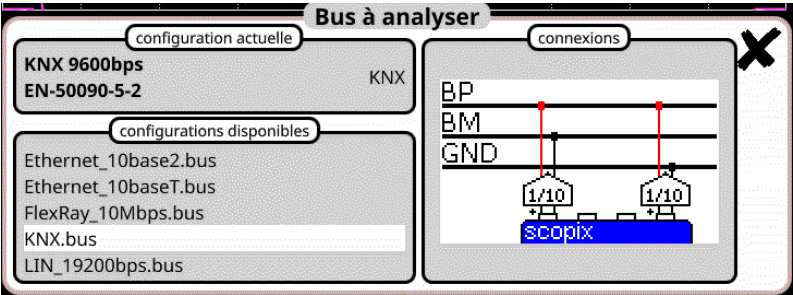 Bus à analyser
configuration actuelle
KNX 9600bps
EN-50090-5-2
KNX
configurations disponibles
Ethernet_10base2.bus
Ethernet_10baseT.bus
FlexRay_10Mbps.bus
KNX.bus
LIN_19200bps.bus
connexions
BP
BM
GND
1/10
1/10
+
+
scopix